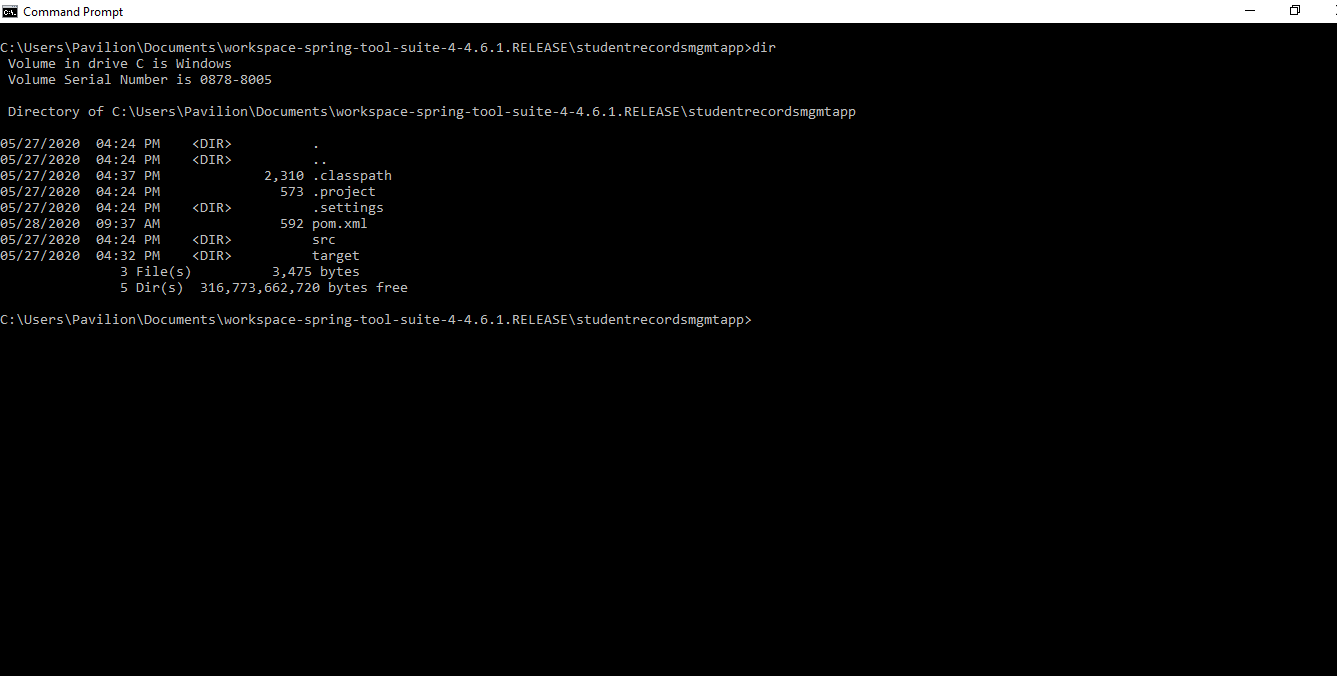 Command Prompt
C:\Users\Pavilion\Documents\workspace-spring-tool-suite-4-4.6.1.RELEASE\studentrecordsmgmtapp>dir
 Volume in drive C is Windows
 Volume Serial Number is 0878-8005
 Directory of C:\Users\Pavilion\Documents\workspace-spring-tool-suite-4-4.6.1.RELEASE\studentrecordsmgmtapp
05/27/2020  04:24 PM    <DIR>          .
05/27/2020  04:24 PM    <DIR>          ..
05/27/2020  04:37 PM             2,310 .classpath
05/27/2020  04:24 PM               573 .project
05/27/2020  04:24 PM    <DIR>          .settings
05/28/2020  09:37 AM               592 pom.xml
05/27/2020  04:24 PM    <DIR>          src
05/27/2020  04:32 PM    <DIR>          target
               3 File(s)          3,475 bytes
               5 Dir(s)  316,773,662,720 bytes free
C:\Users\Pavilion\Documents\workspace-spring-tool-suite-4-4.6.1.RELEASE\studentrecordsmgmtapp>